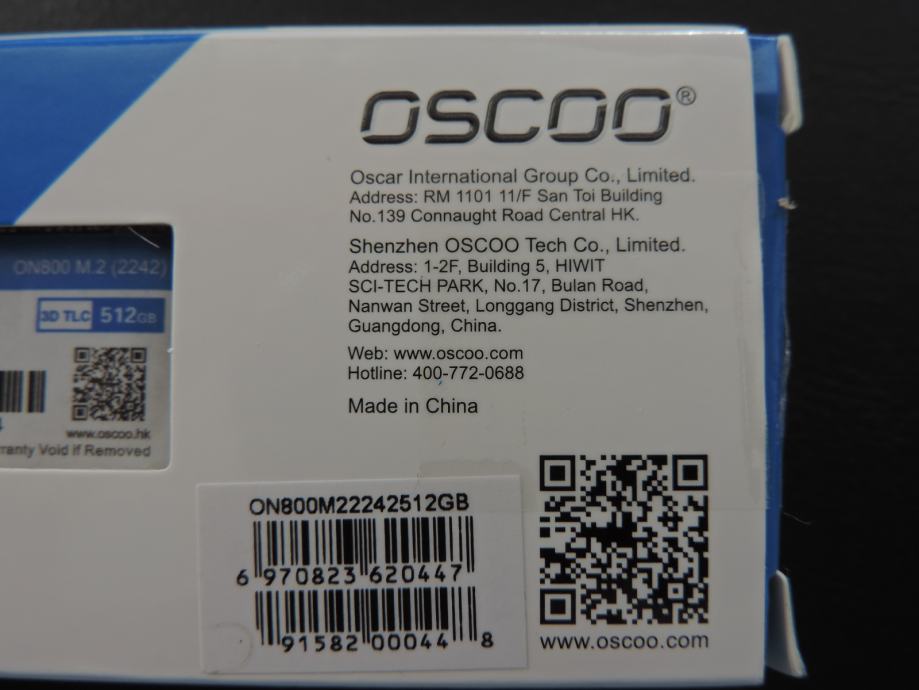 OSCOO®
Oscar International Group Co., Limited.
Address: RM 1101 11/F San Toi Building
No.139 Connaught Road Central HK.
Shenzhen OSCOO Tech Co., Limited.
Address: 1-2F, Building 5, HIWIT
SCI-TECH PARK, No.17, Bulan Road,
Nanwan Street, Longgang District, Shenzhen,
Guangdong, China.
Web: www.oscoo.com
Hotline: 400-772-0688
Made in China
ON800 M.2 (2242)
3D TLC 512GB
www.oscoo.hk
Void if Removed
ON800M22242512GB
6 970823 620447
91582 00044 8
www.oscoo.com